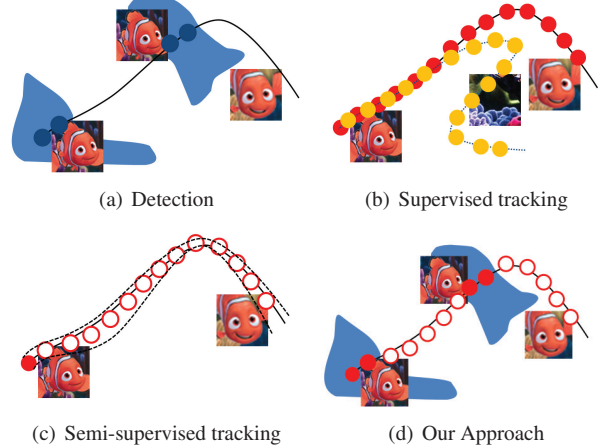 (a) Detection
(b) Supervised tracking
(c) Semi-supervised tracking
(d) Our Approach